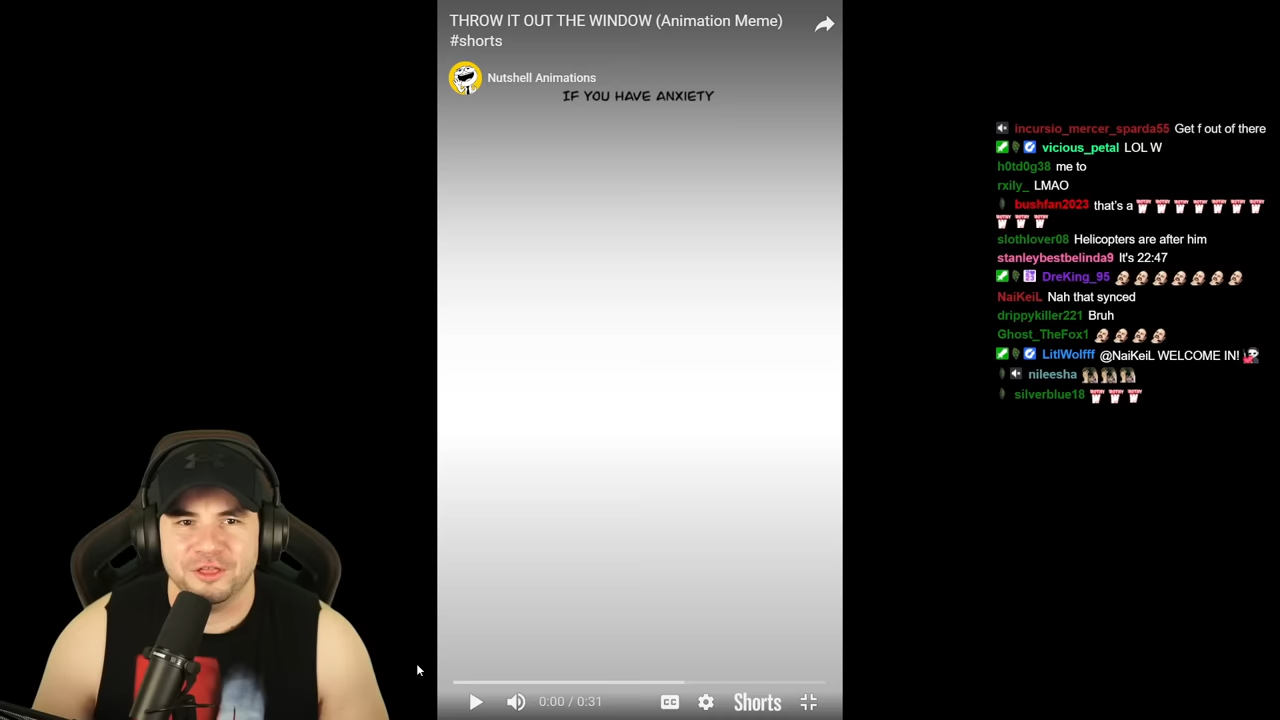 THROW IT OUT THE WINDOW (Animation Meme)
#shorts
Nutshell Animations
IF YOU HAVE ANXIETY
0:00 / 0:31
CC
Shorts
incursio_mercer_sparda55 Get f out of there
vicious_petal LOL W
h0td0g38 me to
rxily_ LMAO
bushfan2023 that's a
slothlover08 Helicopters are after him
stanleybestbelinda9 It's 22:47
DreKing_95
NaiKeiL Nah that synced
drippykiller221 Bruh
Ghost_TheFox1
LitlWolfff @NaiKeiL WELCOME IN!
nileesha
silverblue18